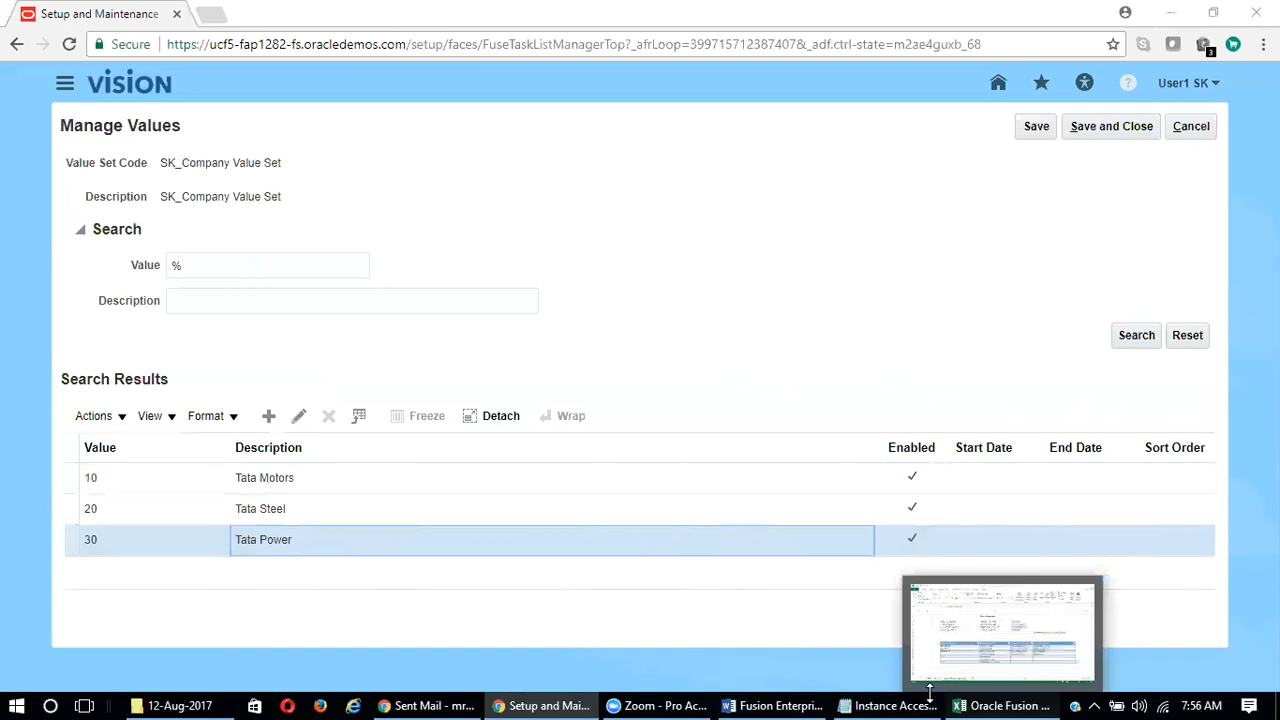 Setup and Maintenance
Secure https://ucf5-fap1282-fs.oracledemos.com/setup/faces/FuseTaskListManagerTop?_afrLoop=399715712387407&_adf.ctrl-state=m2ae4guxb_68
3
VISION
? User1 SK
Manage Values
Save Save and Close Cancel
Value Set Code SK_Company Value Set
Description SK_Company Value Set
Search
Value %
Description
Search Reset
Search Results
Actions View Format Freeze Detach Wrap
Value Description Enabled Start Date End Date Sort Order
10 Tata Motors
20 Tata Steel
30 Tata Power
12-Aug-2017 Sent Mail - mr... Setup and Mai... Zoom - Pro Ac... Fusion Enterpri... Instance Acces... Oracle Fusion ... 7:56 AM